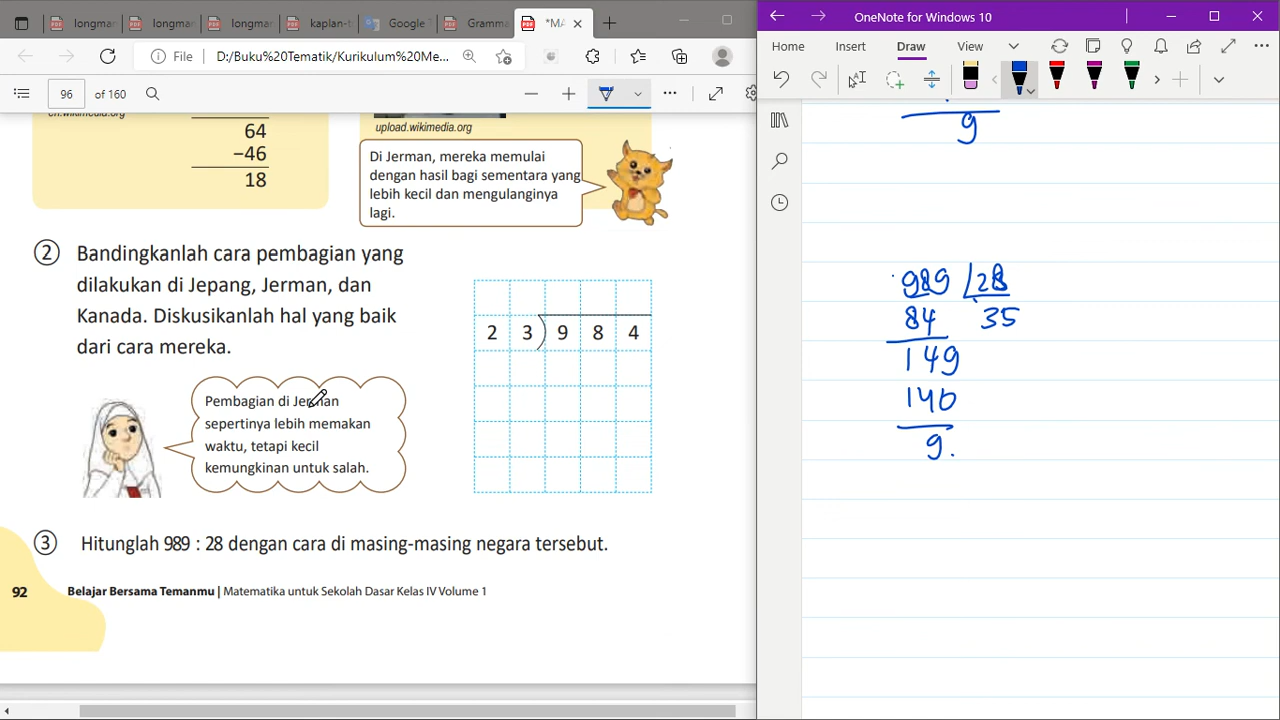 longmar
longmar
longma
kaplan-t
Google T
Gramma
*MA
OneNote for Windows 10
File
D:/Buku%20Tematik/Kurikulum%20Me...
Home
Insert
Draw
View
96
of 160
en.wikimedia.org
64
−46
18
upload.wikimedia.org
Di Jerman, mereka memulai
dengan hasil bagi sementara yang
lebih kecil dan mengulanginya
lagi.
2
Bandingkanlah cara pembagian yang
dilakukan di Jepang, Jerman, dan
Kanada. Diskusikanlah hal yang baik
dari cara mereka.
2 3 9 8 4
Pembagian di Jerman
sepertinya lebih memakan
waktu, tetapi kecil
kemungkinan untuk salah.
3
Hitunglah 989 : 28 dengan cara di masing-masing negara tersebut.
92
Belajar Bersama Temanmu | Matematika untuk Sekolah Dasar Kelas IV Volume 1
9
989 28
84 35
149
140
9.